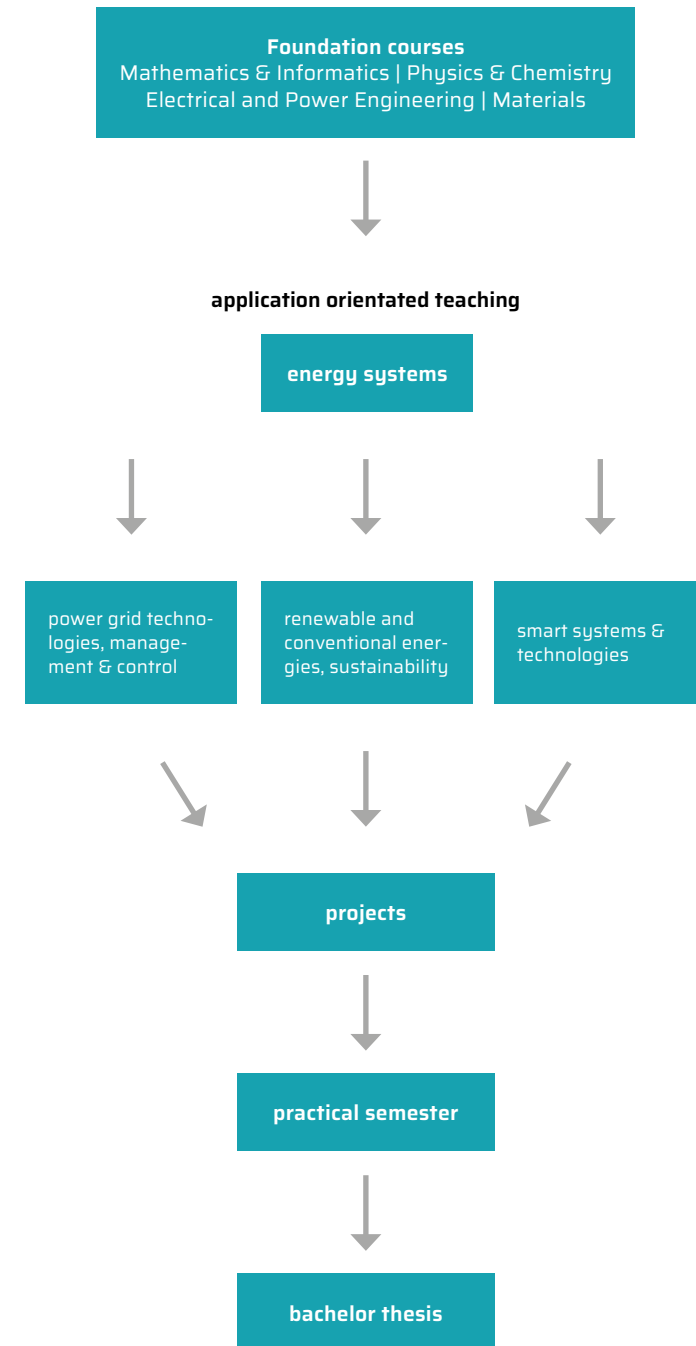 Foundation courses
Mathematics & Informatics | Physics & Chemistry
Electrical and Power Engineering | Materials
application orientated teaching
energy systems
power grid techno-
logies, manage-
ment & control
renewable and
conventional ener-
gies, sustainability
smart systems &
technologies
projects
practical semester
bachelor thesis